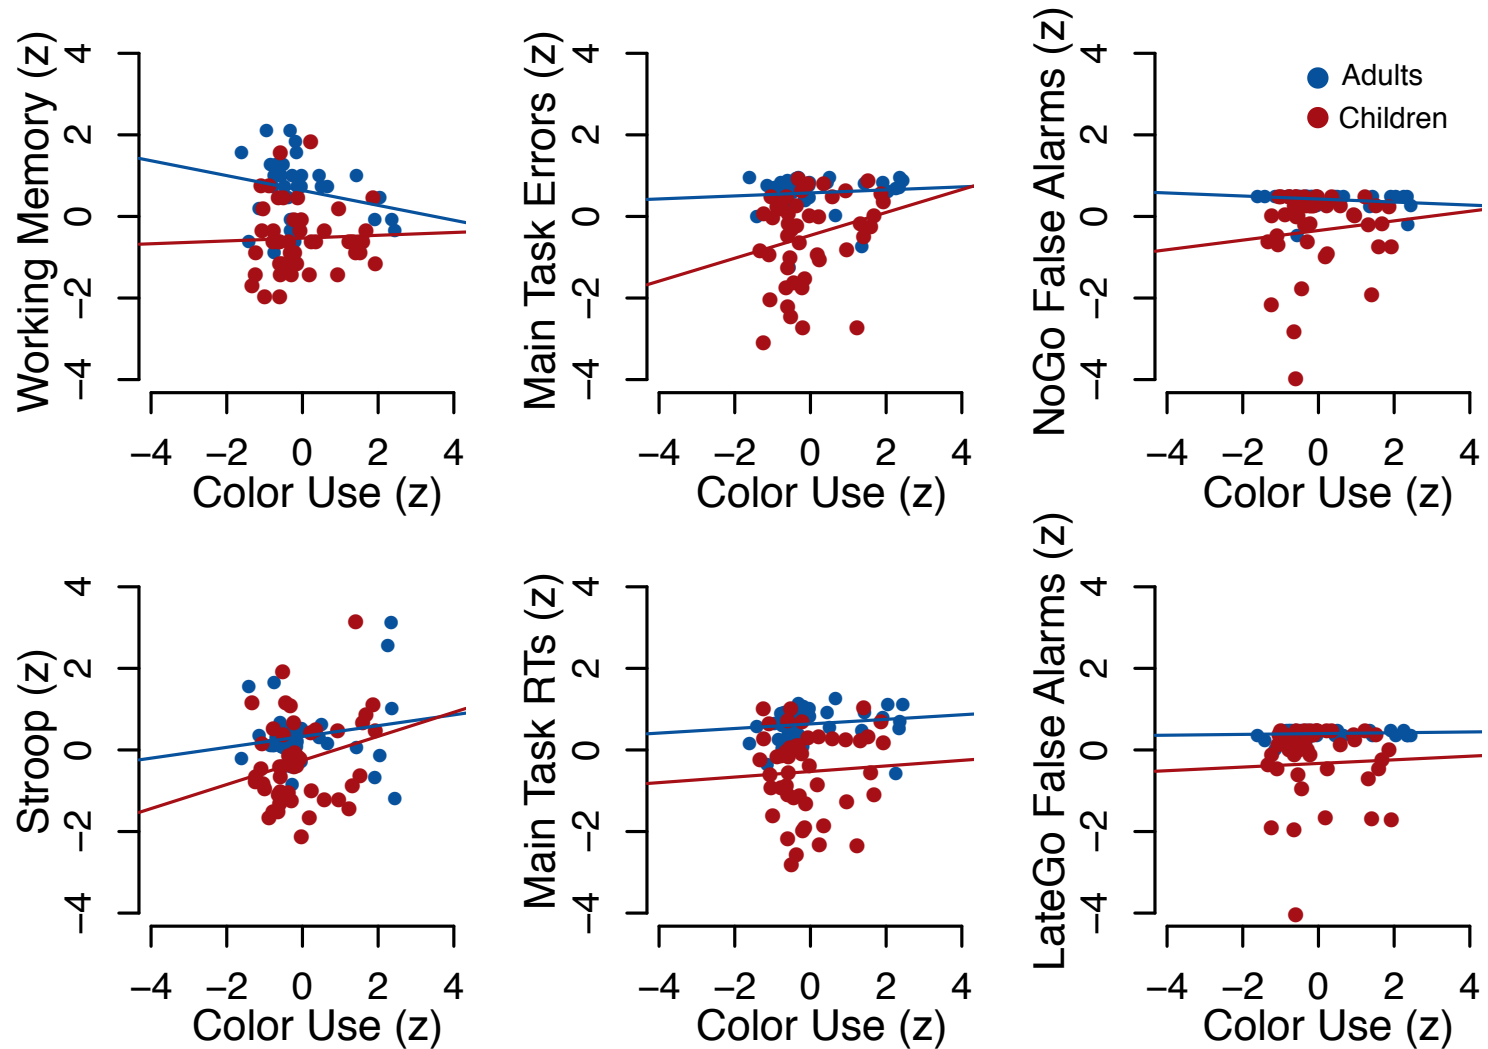 Working Memory (z)
4
2
0
−2
−4
−4 −2 0 2 4
Color Use (z)
Main Task Errors (z)
4
2
0
−2
−4
−4 −2 0 2 4
Color Use (z)
NoGo False Alarms (z)
4
2
0
−2
−4
Adults
Children
−4 −2 0 2 4
Color Use (z)
Stroop (z)
4
2
0
−2
−4
−4 −2 0 2 4
Color Use (z)
Main Task RTs (z)
4
2
0
−2
−4
−4 −2 0 2 4
Color Use (z)
LateGo False Alarms (z)
4
2
0
−2
−4
−4 −2 0 2 4
Color Use (z)